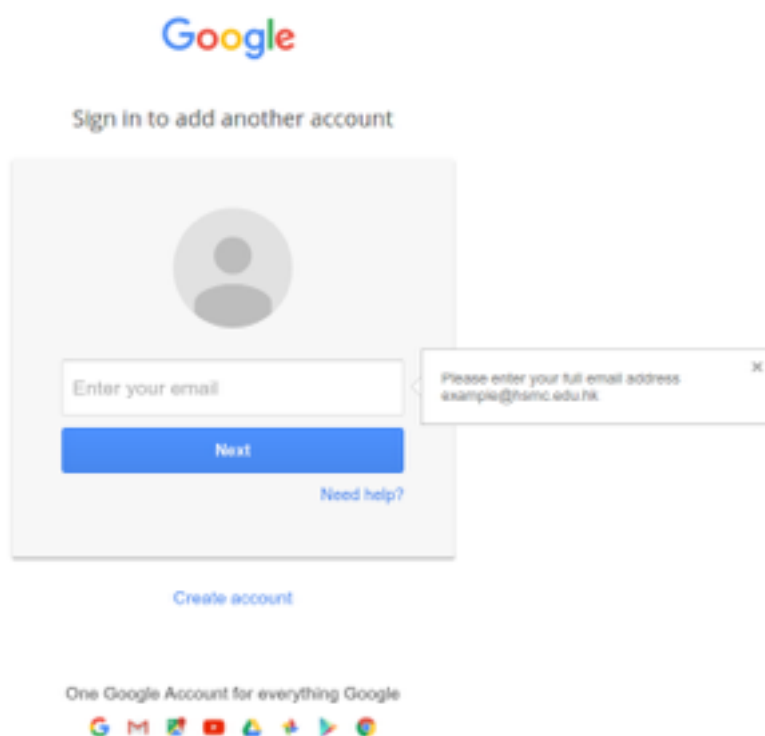 Google
Sign in to add another account
Enter your email
Please enter your full email address
example@hsmc.edu.hk
Next
Need help?
Create account
One Google Account for everything Google